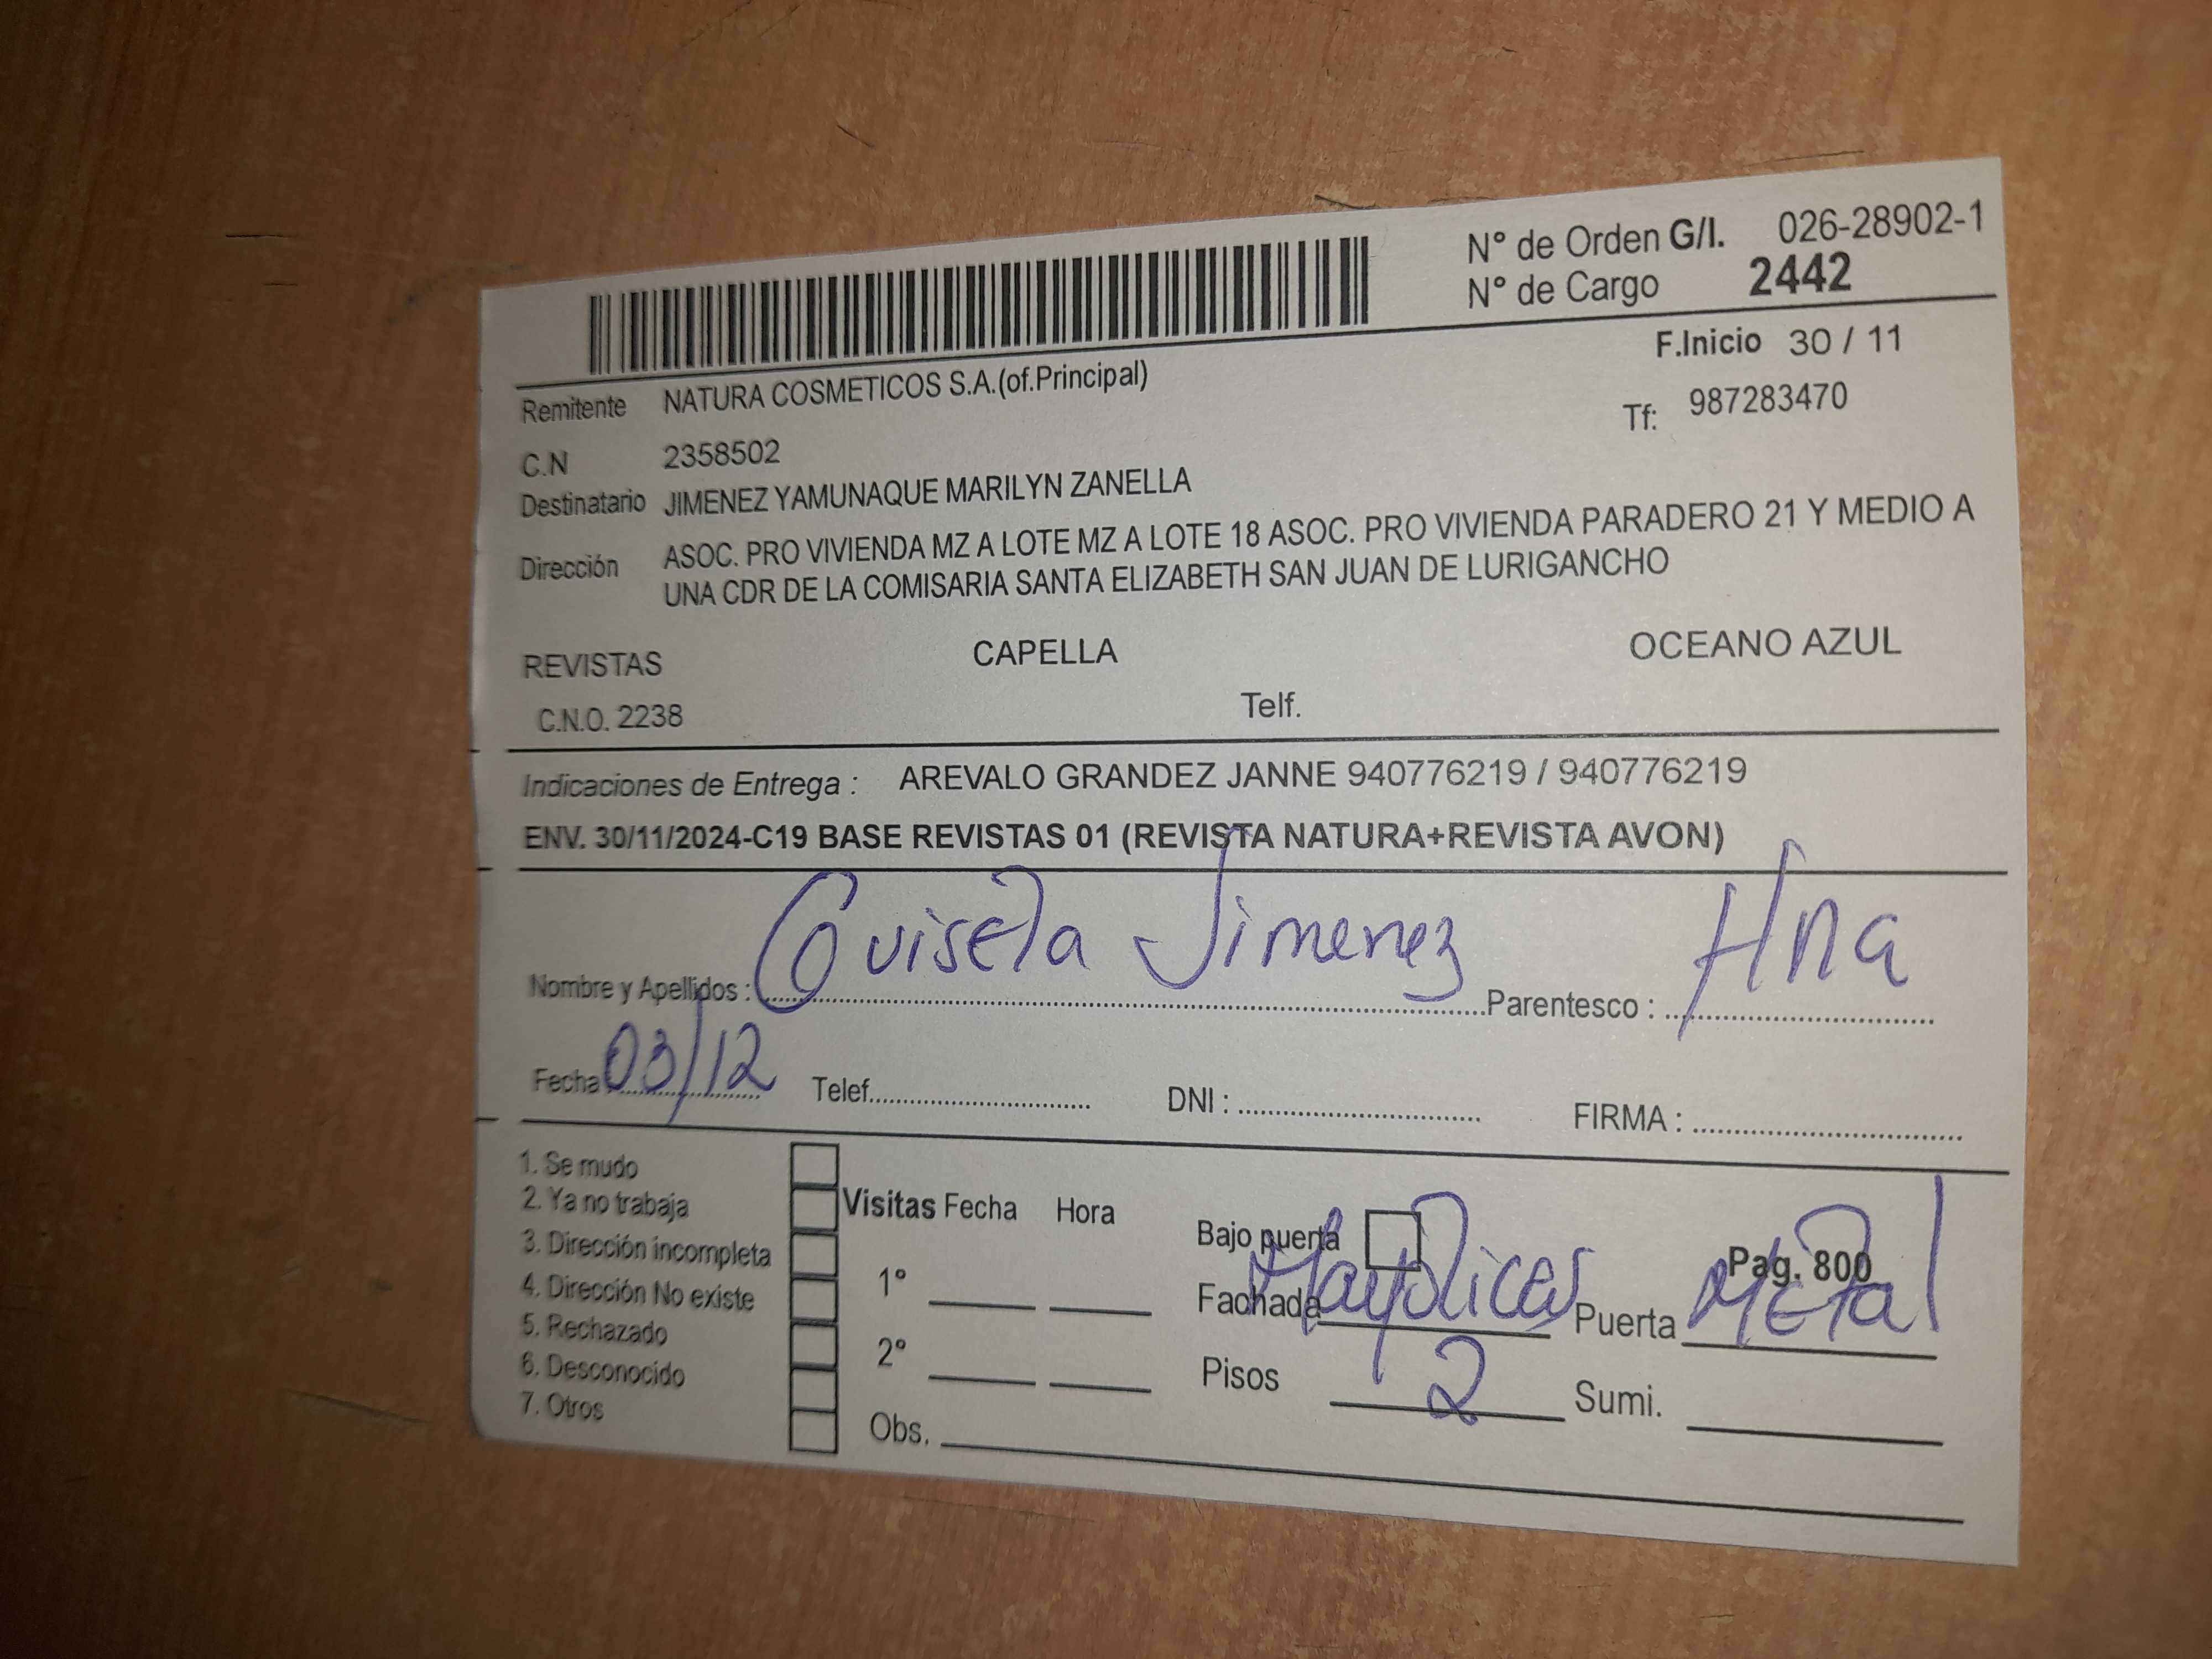 N° de Orden G/I. 026-28902-1
N° de Cargo 2442
F.Inicio 30 / 11
Remitente NATURA COSMETICOS S.A.(of.Principal)
Tf: 987283470
C.N 2358502
Destinatario JIMENEZ YAMUNAQUE MARILYN ZANELLA
Dirección ASOC. PRO VIVIENDA MZ A LOTE MZ A LOTE 18 ASOC. PRO VIVIENDA PARADERO 21 Y MEDIO A
UNA CDR DE LA COMISARIA SANTA ELIZABETH SAN JUAN DE LURIGANCHO
REVISTAS CAPELLA OCEANO AZUL
C.N.O. 2238 Telf.
Indicaciones de Entrega : AREVALO GRANDEZ JANNE 940776219 / 940776219
ENV. 30/11/2024-C19 BASE REVISTAS 01 (REVISTA NATURA+REVISTA AVON)
Nombre y Apellidos : Guisela Jimenez Parentesco : Hna
Fecha 03/12 Telef. DNI : FIRMA :
1. Se mudo
2. Ya no trabaja
3. Dirección incompleta
4. Dirección No existe
5. Rechazado
6. Desconocido
7. Otros
Visitas Fecha Hora
1°
2°
Obs.
Bajo puerta Pag. 800
Fachada Mayolicas Puerta Metal
Pisos 2 Sumi.